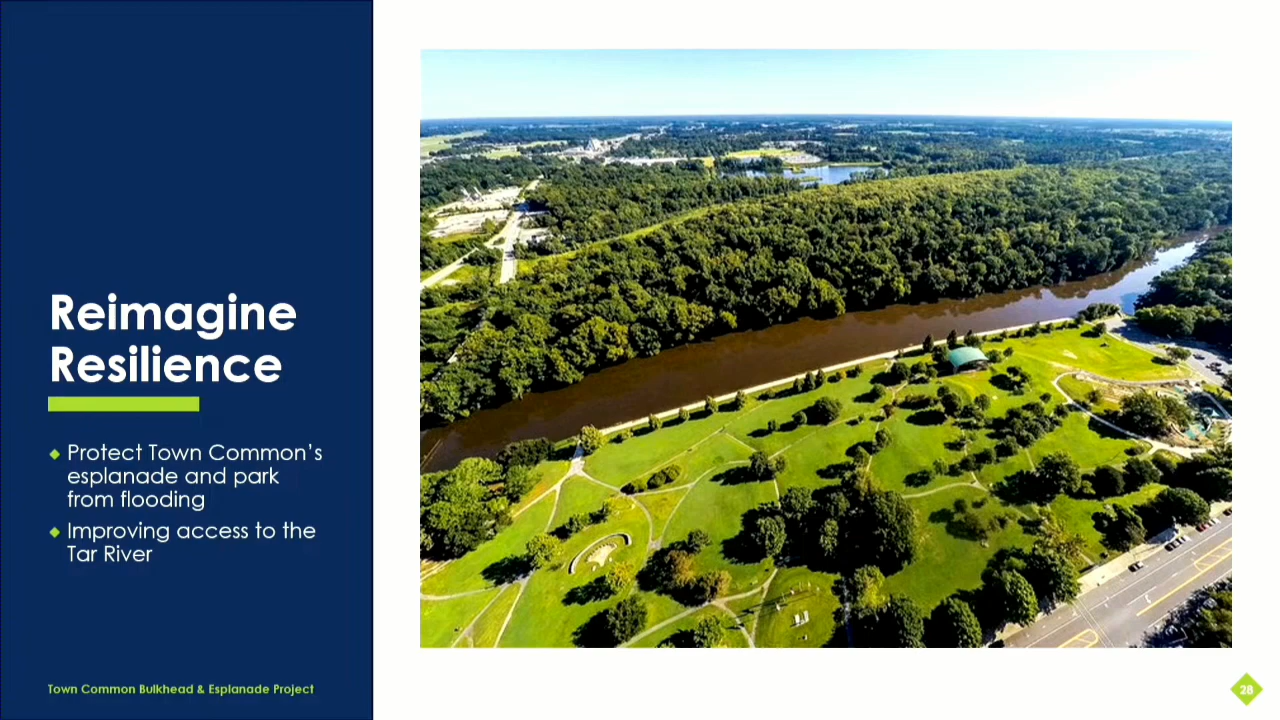 Reimagine
Resilience
Protect Town Common's
esplanade and park
from flooding
Improving access to the
Tar River
Town Common Bulkhead & Esplanade Project
28